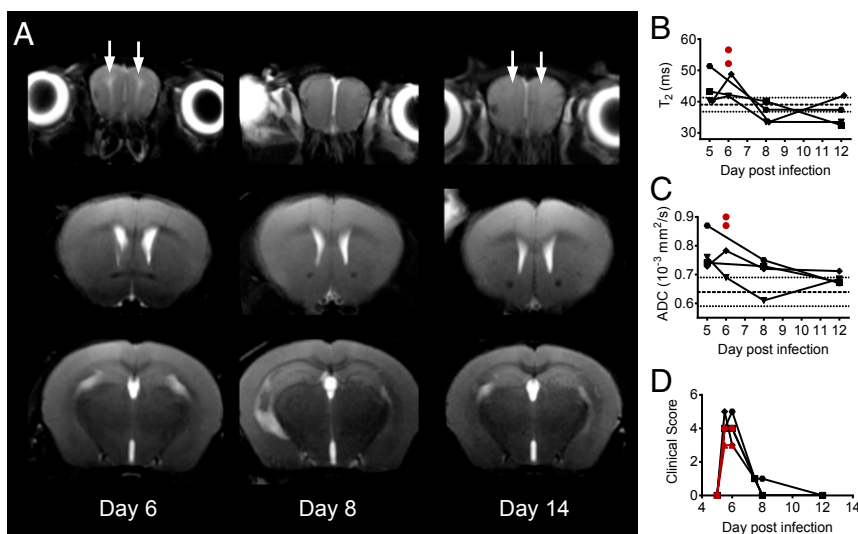 A
Day 6
Day 8
Day 14
B
60
50
40
30
T2 (ms)
5 6 7 8 9 10 11 12
Day post infection
C
0.9
0.8
0.7
0.6
ADC (10⁻³ mm²/s)
5 6 7 8 9 10 11 12
Day post infection
D
6
4
2
0
Clinical Score
4 6 8 10 12 14
Day post infection